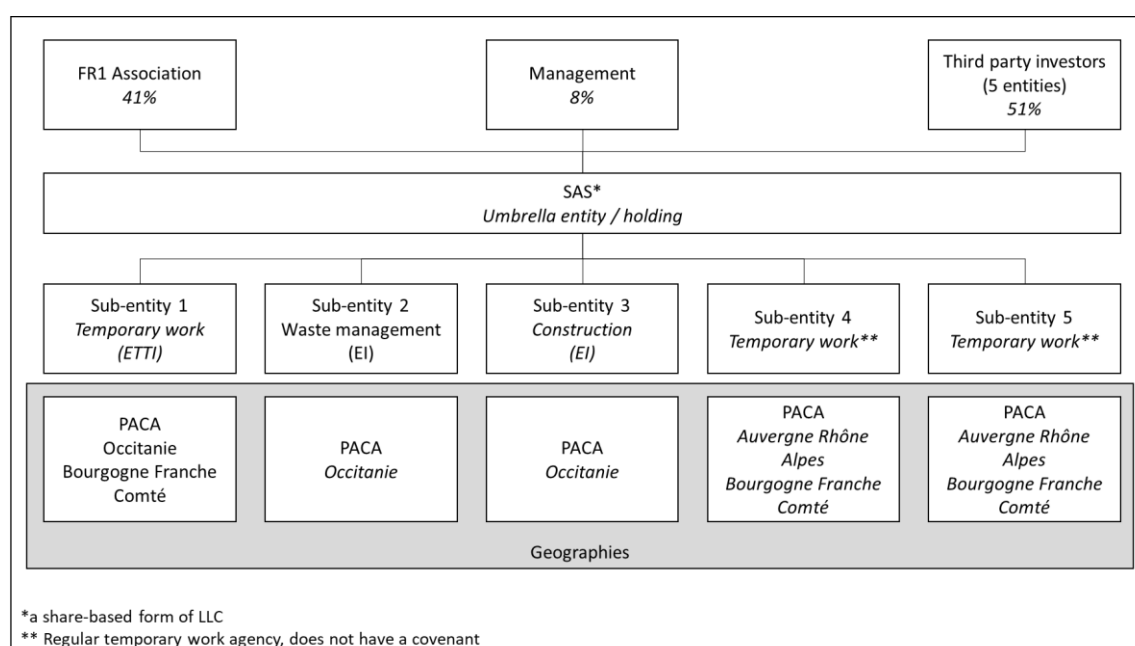 FR1 Association
41%
Management
8%
Third party investors
(5 entities)
51%
SAS*
Umbrella entity / holding
Sub-entity 1
Temporary work
(ETTI)
Sub-entity 2
Waste management
(EI)
Sub-entity 3
Construction
(EI)
Sub-entity 4
Temporary work**
Sub-entity 5
Temporary work**
PACA
Occitanie
Bourgogne Franche
Comté
PACA
Occitanie
PACA
Occitanie
PACA
Auvergne Rhône
Alpes
Bourgogne Franche
Comté
PACA
Auvergne Rhône
Alpes
Bourgogne Franche
Comté
Geographies
*a share-based form of LLC
** Regular temporary work agency, does not have a covenant